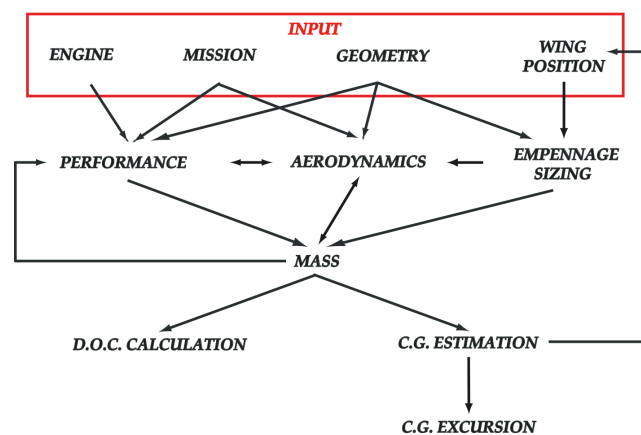 INPUT
ENGINE
MISSION
GEOMETRY
WING
POSITION
PERFORMANCE
AERODYNAMICS
EMPENNAGE
SIZING
MASS
D.O.C. CALCULATION
C.G. ESTIMATION
C.G. EXCURSION